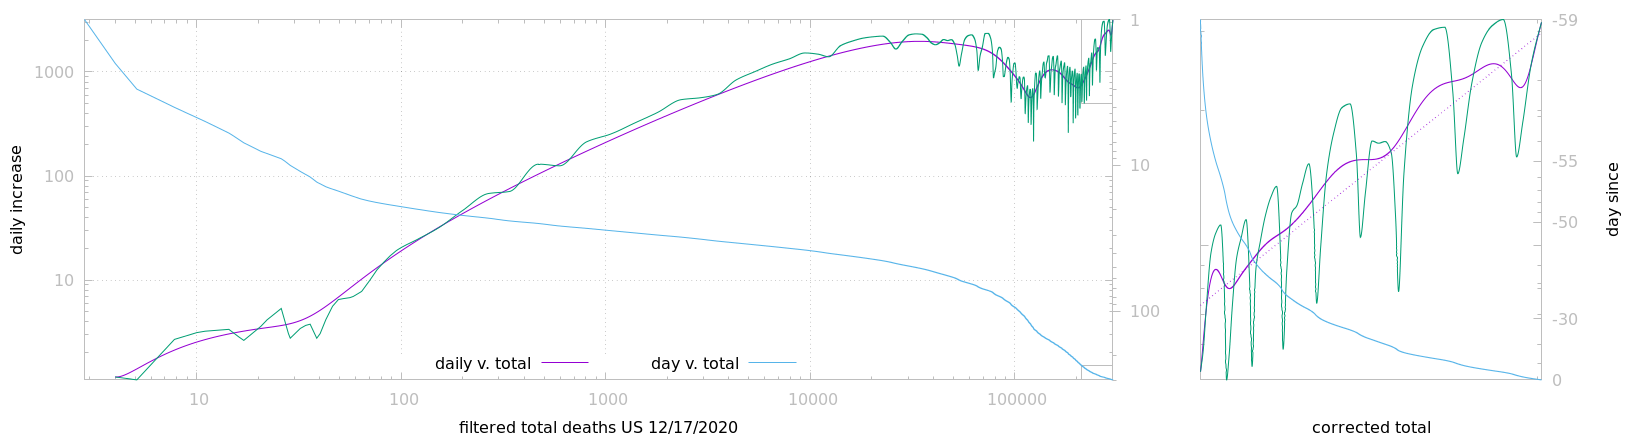 daily increase
1000
100
10
daily v. total
day v. total
10
100
1000
10000
100000
filtered total deaths US 12/17/2020
1
10
100
-59
-55
-50
-30
0
day since
corrected total